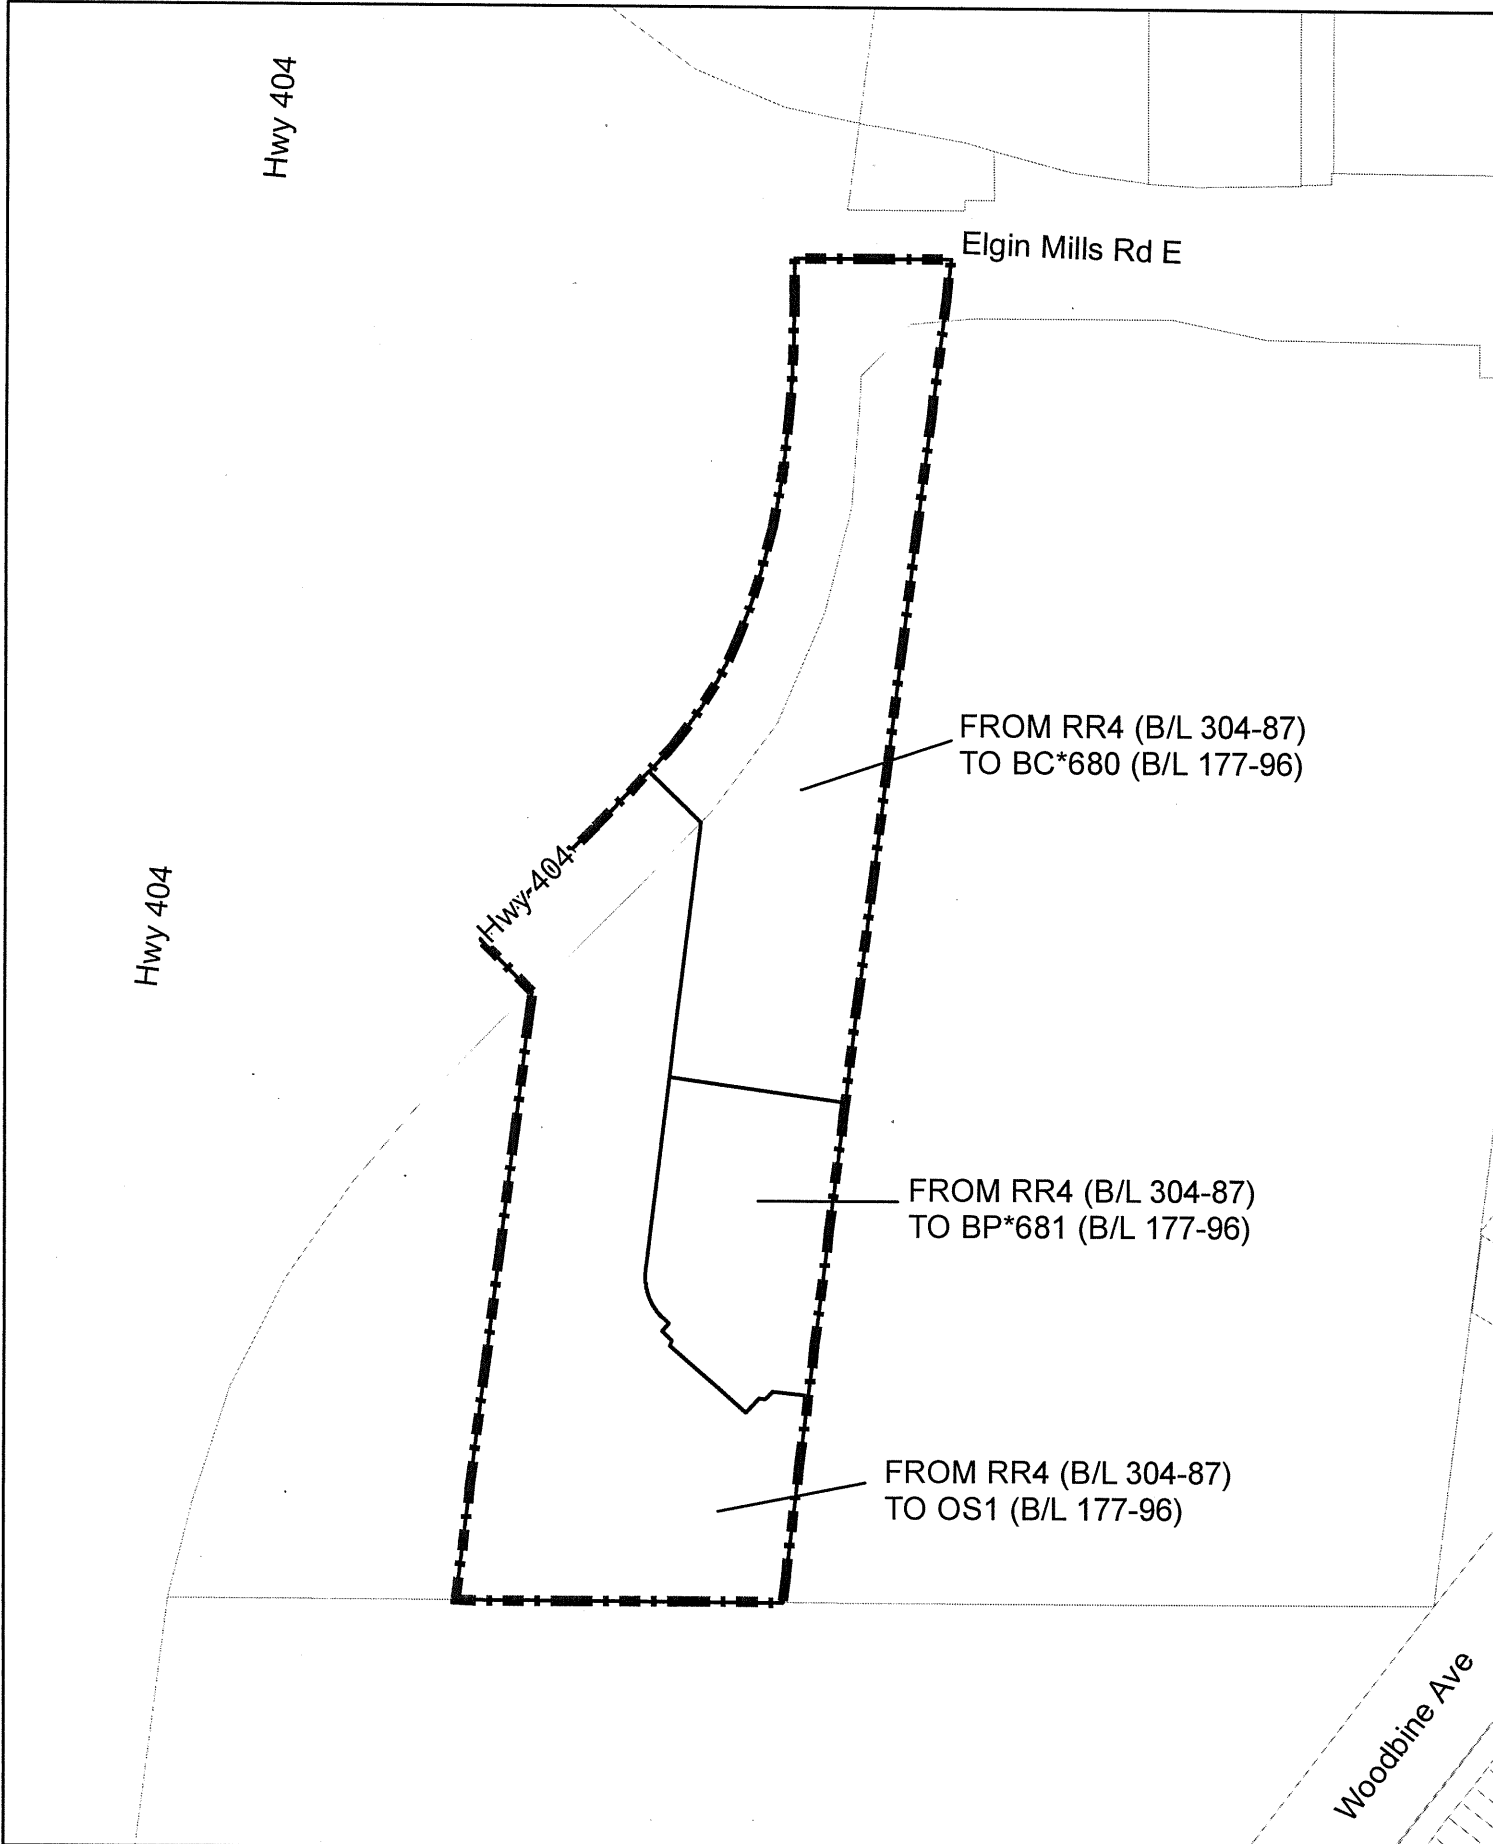 Hwy 404
Elgin Mills Rd E
FROM RR4 (B/L 304-87)
TO BC*680 (B/L 177-96)
Hwy 404
Hwy 404
FROM RR4 (B/L 304-87)
TO BP*681 (B/L 177-96)
FROM RR4 (B/L 304-87)
TO OS1 (B/L 177-96)
Woodbine Ave